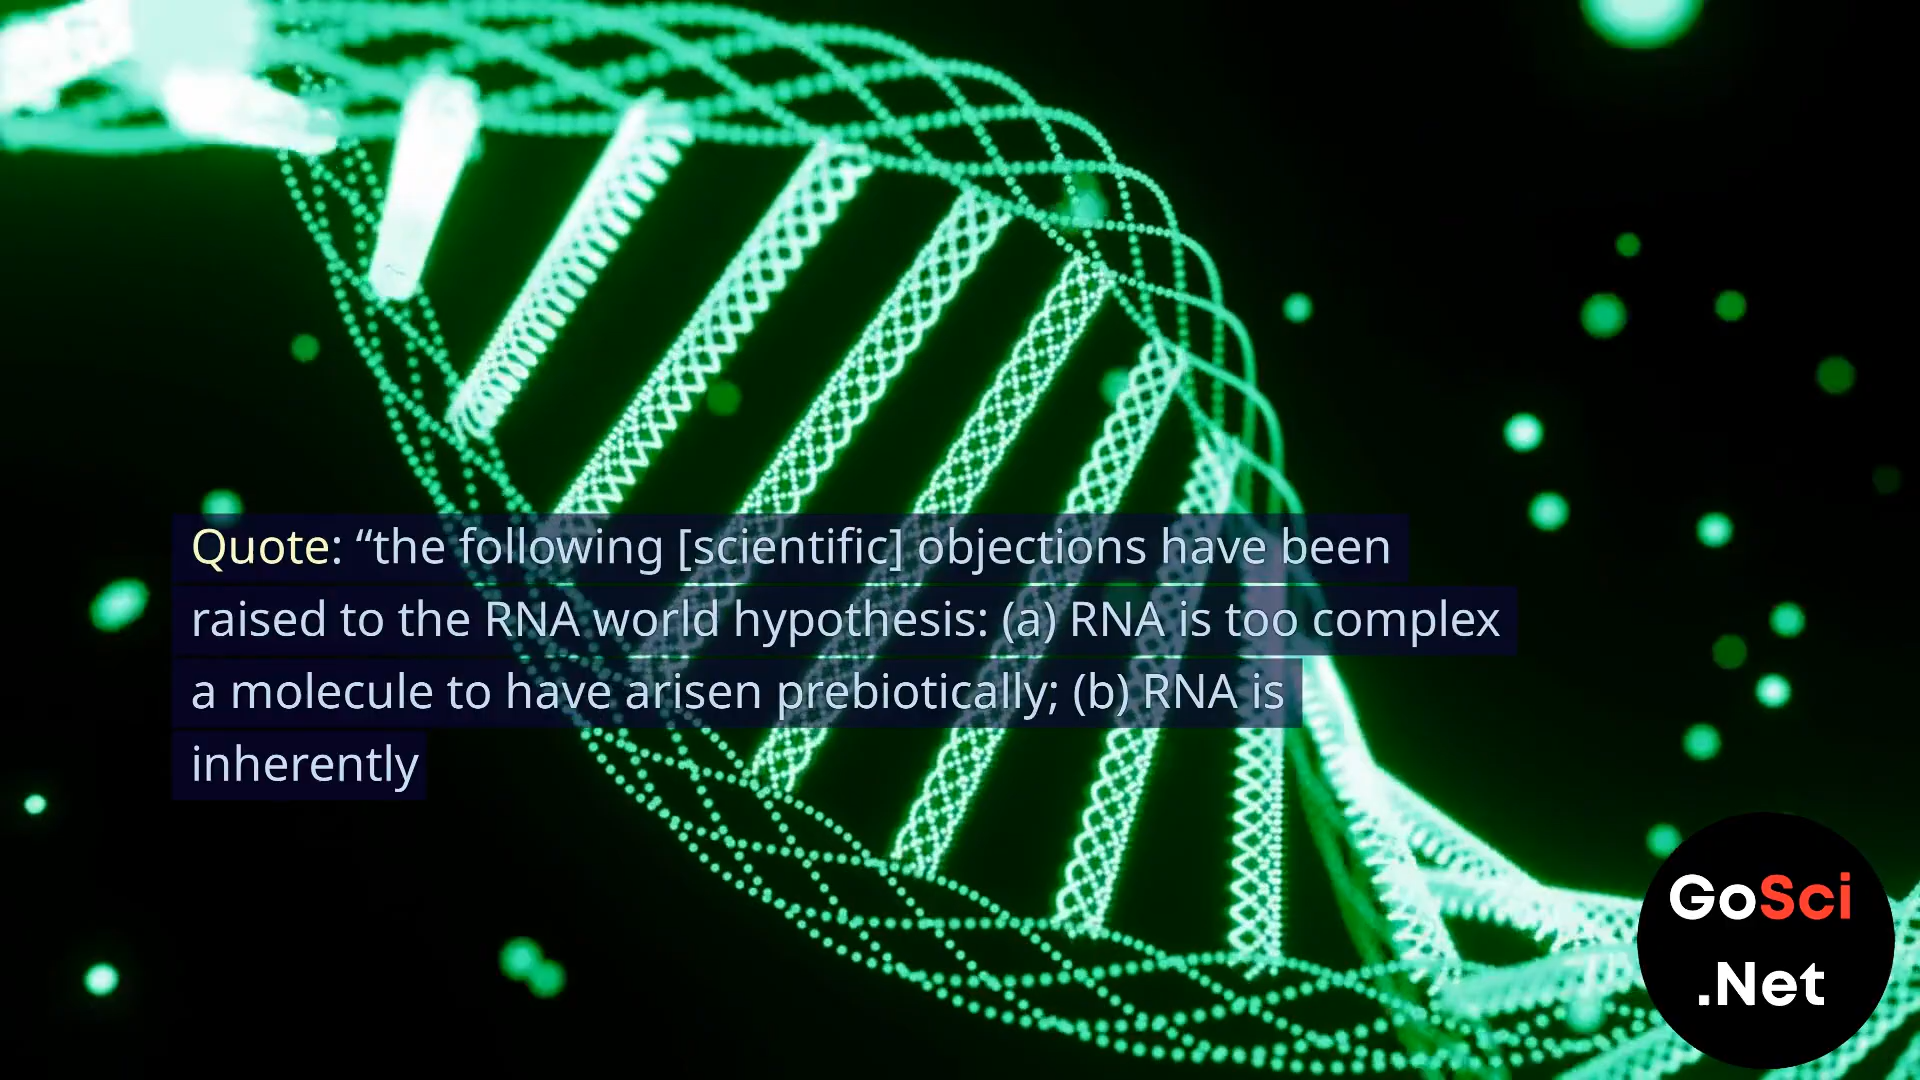 Quote: “the following [scientific] objections have been
raised to the RNA world hypothesis: (a) RNA is too complex
a molecule to have arisen prebiotically; (b) RNA is
inherently
GoSci
.Net